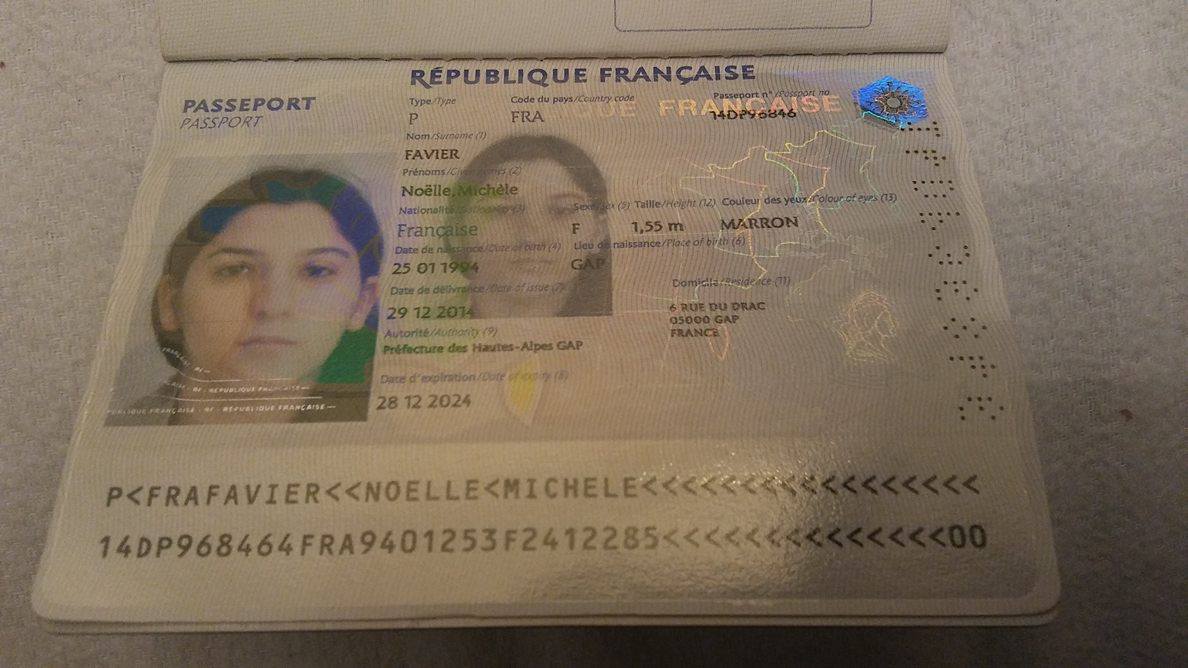 RÉPUBLIQUE FRANÇAISE
PASSEPORT
PASSPORT
Type/Type Code du pays/Country code Passeport n°/Passport no
P FRA 14DP96846
Nom/Surname (1)
FAVIER
Prénoms/Given names (2)
Noëlle, Michèle
Nationalité/Nationality (3) Sexe/Sex (5) Taille/Height (12) Couleur des yeux/Colour of eyes (13)
Française F 1,55 m MARRON
Date de naissance/Date of birth (4) Lieu de naissance/Place of birth (6)
25 01 1994 GAP
Date de délivrance/Date of issue (7) Domicile/Residence (11)
29 12 2014 6 RUE DU DRAC
05000 GAP
FRANCE
Autorité/Authority (9)
Préfecture des Hautes-Alpes GAP
Date d'expiration/Date of expiry (8)
28 12 2024
RÉPUBLIQUE FRANÇAISE
RF - RÉPUBLIQUE FRANÇAISE
P<FRAFAVIER<<NOELLE<MICHELE<<<<<<<<<<<<<<<<<
14DP968464FRA9401253F2412285<<<<<<<<<<<<<<00